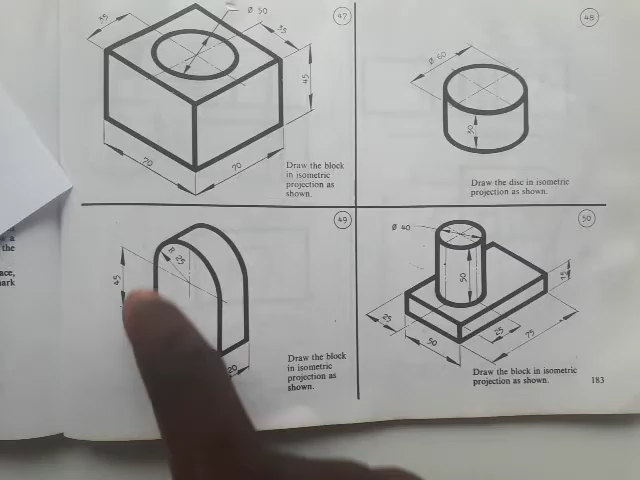 47
Ø 50
35
35
45
70
70
Draw the block
in isometric
projection as
shown.
48
Ø 60
50
Draw the disc in isometric
projection as shown.
49
R 25
45
20
Draw the block
in isometric
projection as
shown.
50
Ø 40
50
15
25
50
25
75
Draw the block in isometric
projection as shown.
183
a
the
ace,
ark